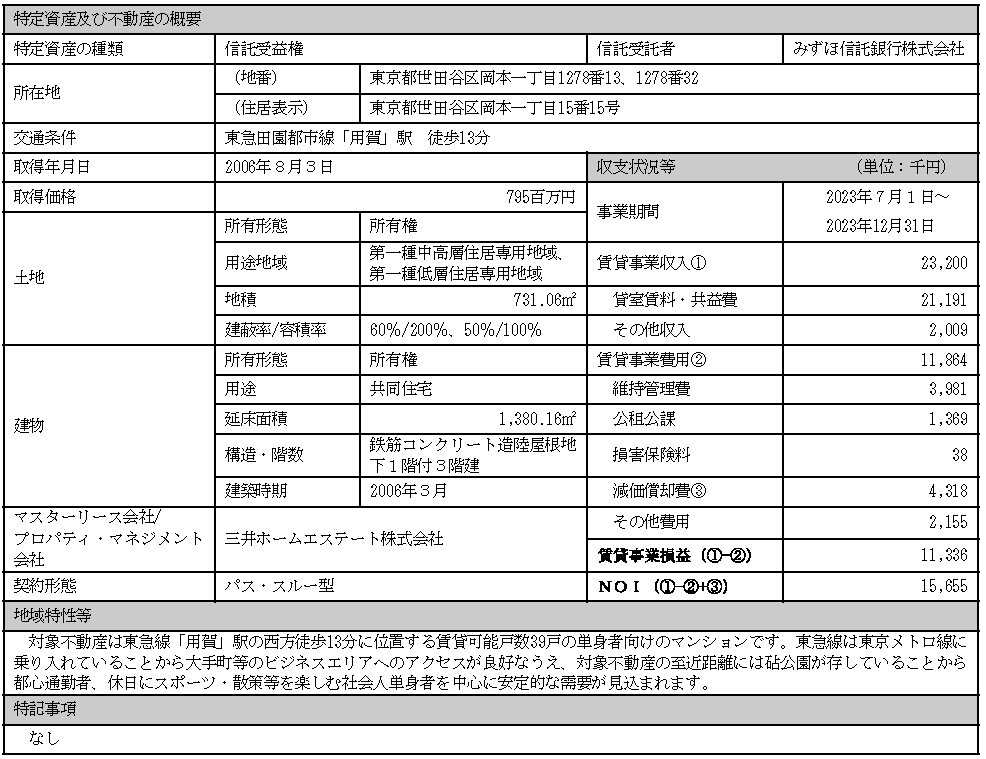 特定資産及び不動産の概要
特定資産の種類 信託受益権 信託受託者 みずほ信託銀行株式会社
所在地 （地番） 東京都世田谷区岡本一丁目1278番13、1278番32
（住居表示） 東京都世田谷区岡本一丁目15番15号
交通条件 東急田園都市線「用賀」駅　徒歩13分
取得年月日 2006年８月３日 収支状況等 （単位：千円）
取得価格 795百万円 事業期間 2023年７月１日～
2023年12月31日
土地 所有形態 所有権
用途地域 第一種中高層住居専用地域、
第一種低層住居専用地域
賃貸事業収入① 23,200
地積 731.06㎡ 貸室賃料・共益費 21,191
建蔽率/容積率 60%/200%、50%/100% その他収入 2,009
建物 所有形態 所有権 賃貸事業費用② 11,864
用途 共同住宅 維持管理費 3,981
延床面積 1,380.16㎡ 公租公課 1,369
構造・階数 鉄筋コンクリート造陸屋根地
下１階付３階建
損害保険料 38
建築時期 2006年３月 減価償却費③ 4,318
マスターリース会社/
プロパティ・マネジメント
会社
三井ホームエステート株式会社
その他費用 2,155
賃貸事業損益（①-②） 11,336
契約形態 パス・スルー型 ＮＯＩ（①-②+③） 15,655
地域特性等
対象不動産は東急線「用賀」駅の西方徒歩13分に位置する賃貸可能戸数39戸の単身者向けのマンションです。東急線は東京メトロ線に
乗り入れていることから大手町等のビジネスエリアへのアクセスが良好なうえ、対象不動産の至近距離には砧公園が存していることから
都心通勤者、休日にスポーツ・散策等を楽しむ社会人単身者を中心に安定的な需要が見込まれます。
特記事項
なし